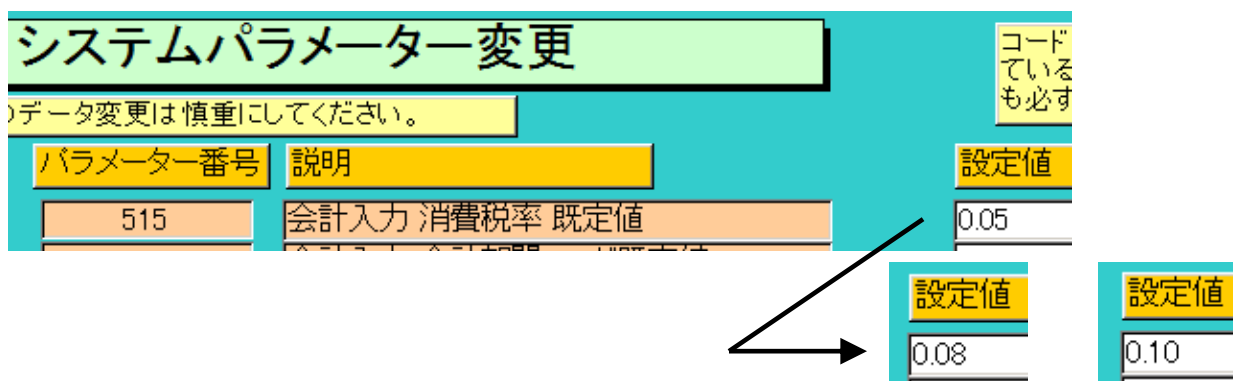 システムパラメーター変更
コード
ている
も必ず
データ変更は慎重にしてください。
パラメーター番号 説明 設定値
515 会計入力 消費税率 既定値 0.05
設定値 設定値
0.08 0.10